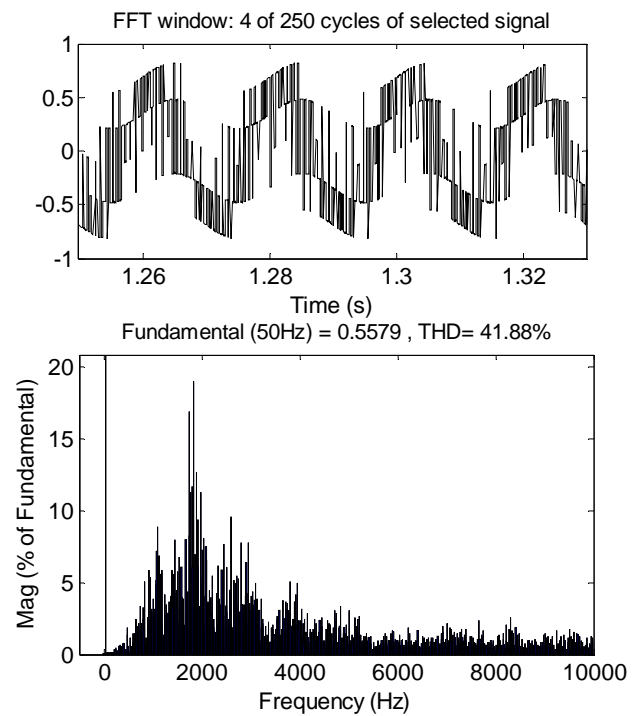 FFT window: 4 of 250 cycles of selected signal
1
0.5
0
-0.5
-1
1.26 1.28 1.3 1.32
Time (s)
Fundamental (50Hz) = 0.5579 , THD= 41.88%
Mag (% of Fundamental)
20
15
10
5
0
0 2000 4000 6000 8000 10000
Frequency (Hz)